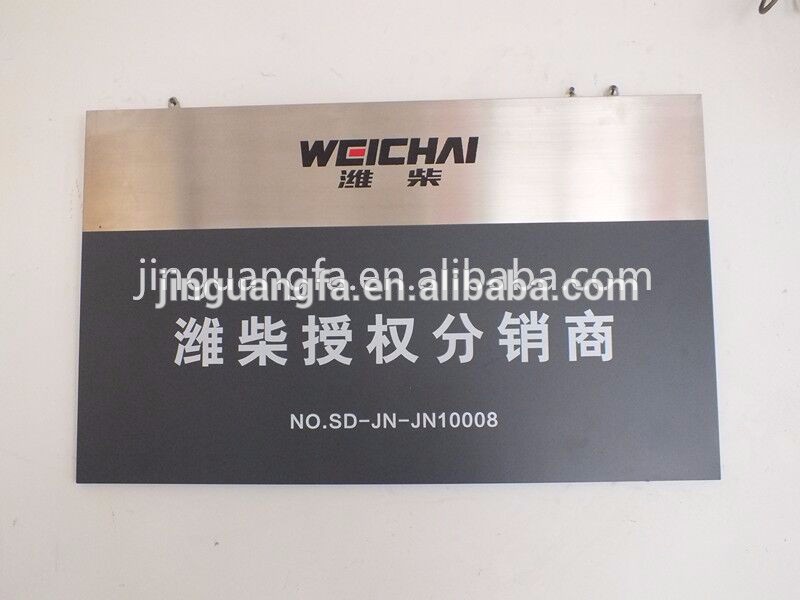 WEICHAI
潍柴
jinguangfa.en.alibaba.com
潍柴授权分销商
NO.SD-JN-JN10008